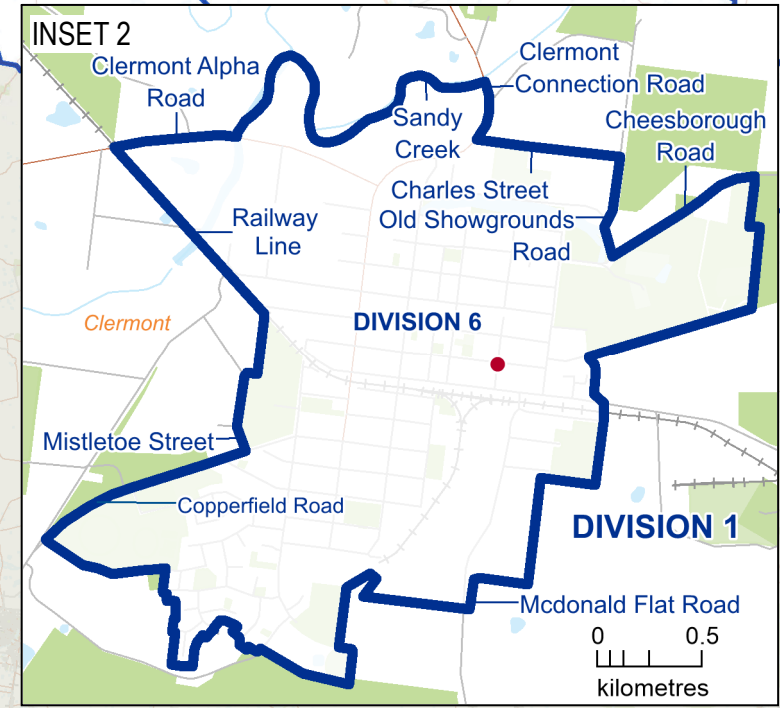 INSET 2
Clermont Alpha
Road
Clermont
Connection Road
Sandy
Creek
Cheesborough
Road
Charles Street
Old Showgrounds
Road
Railway
Line
Clermont
DIVISION 6
Mistletoe Street
Copperfield Road
DIVISION 1
Mcdonald Flat Road
0 0.5
kilometres